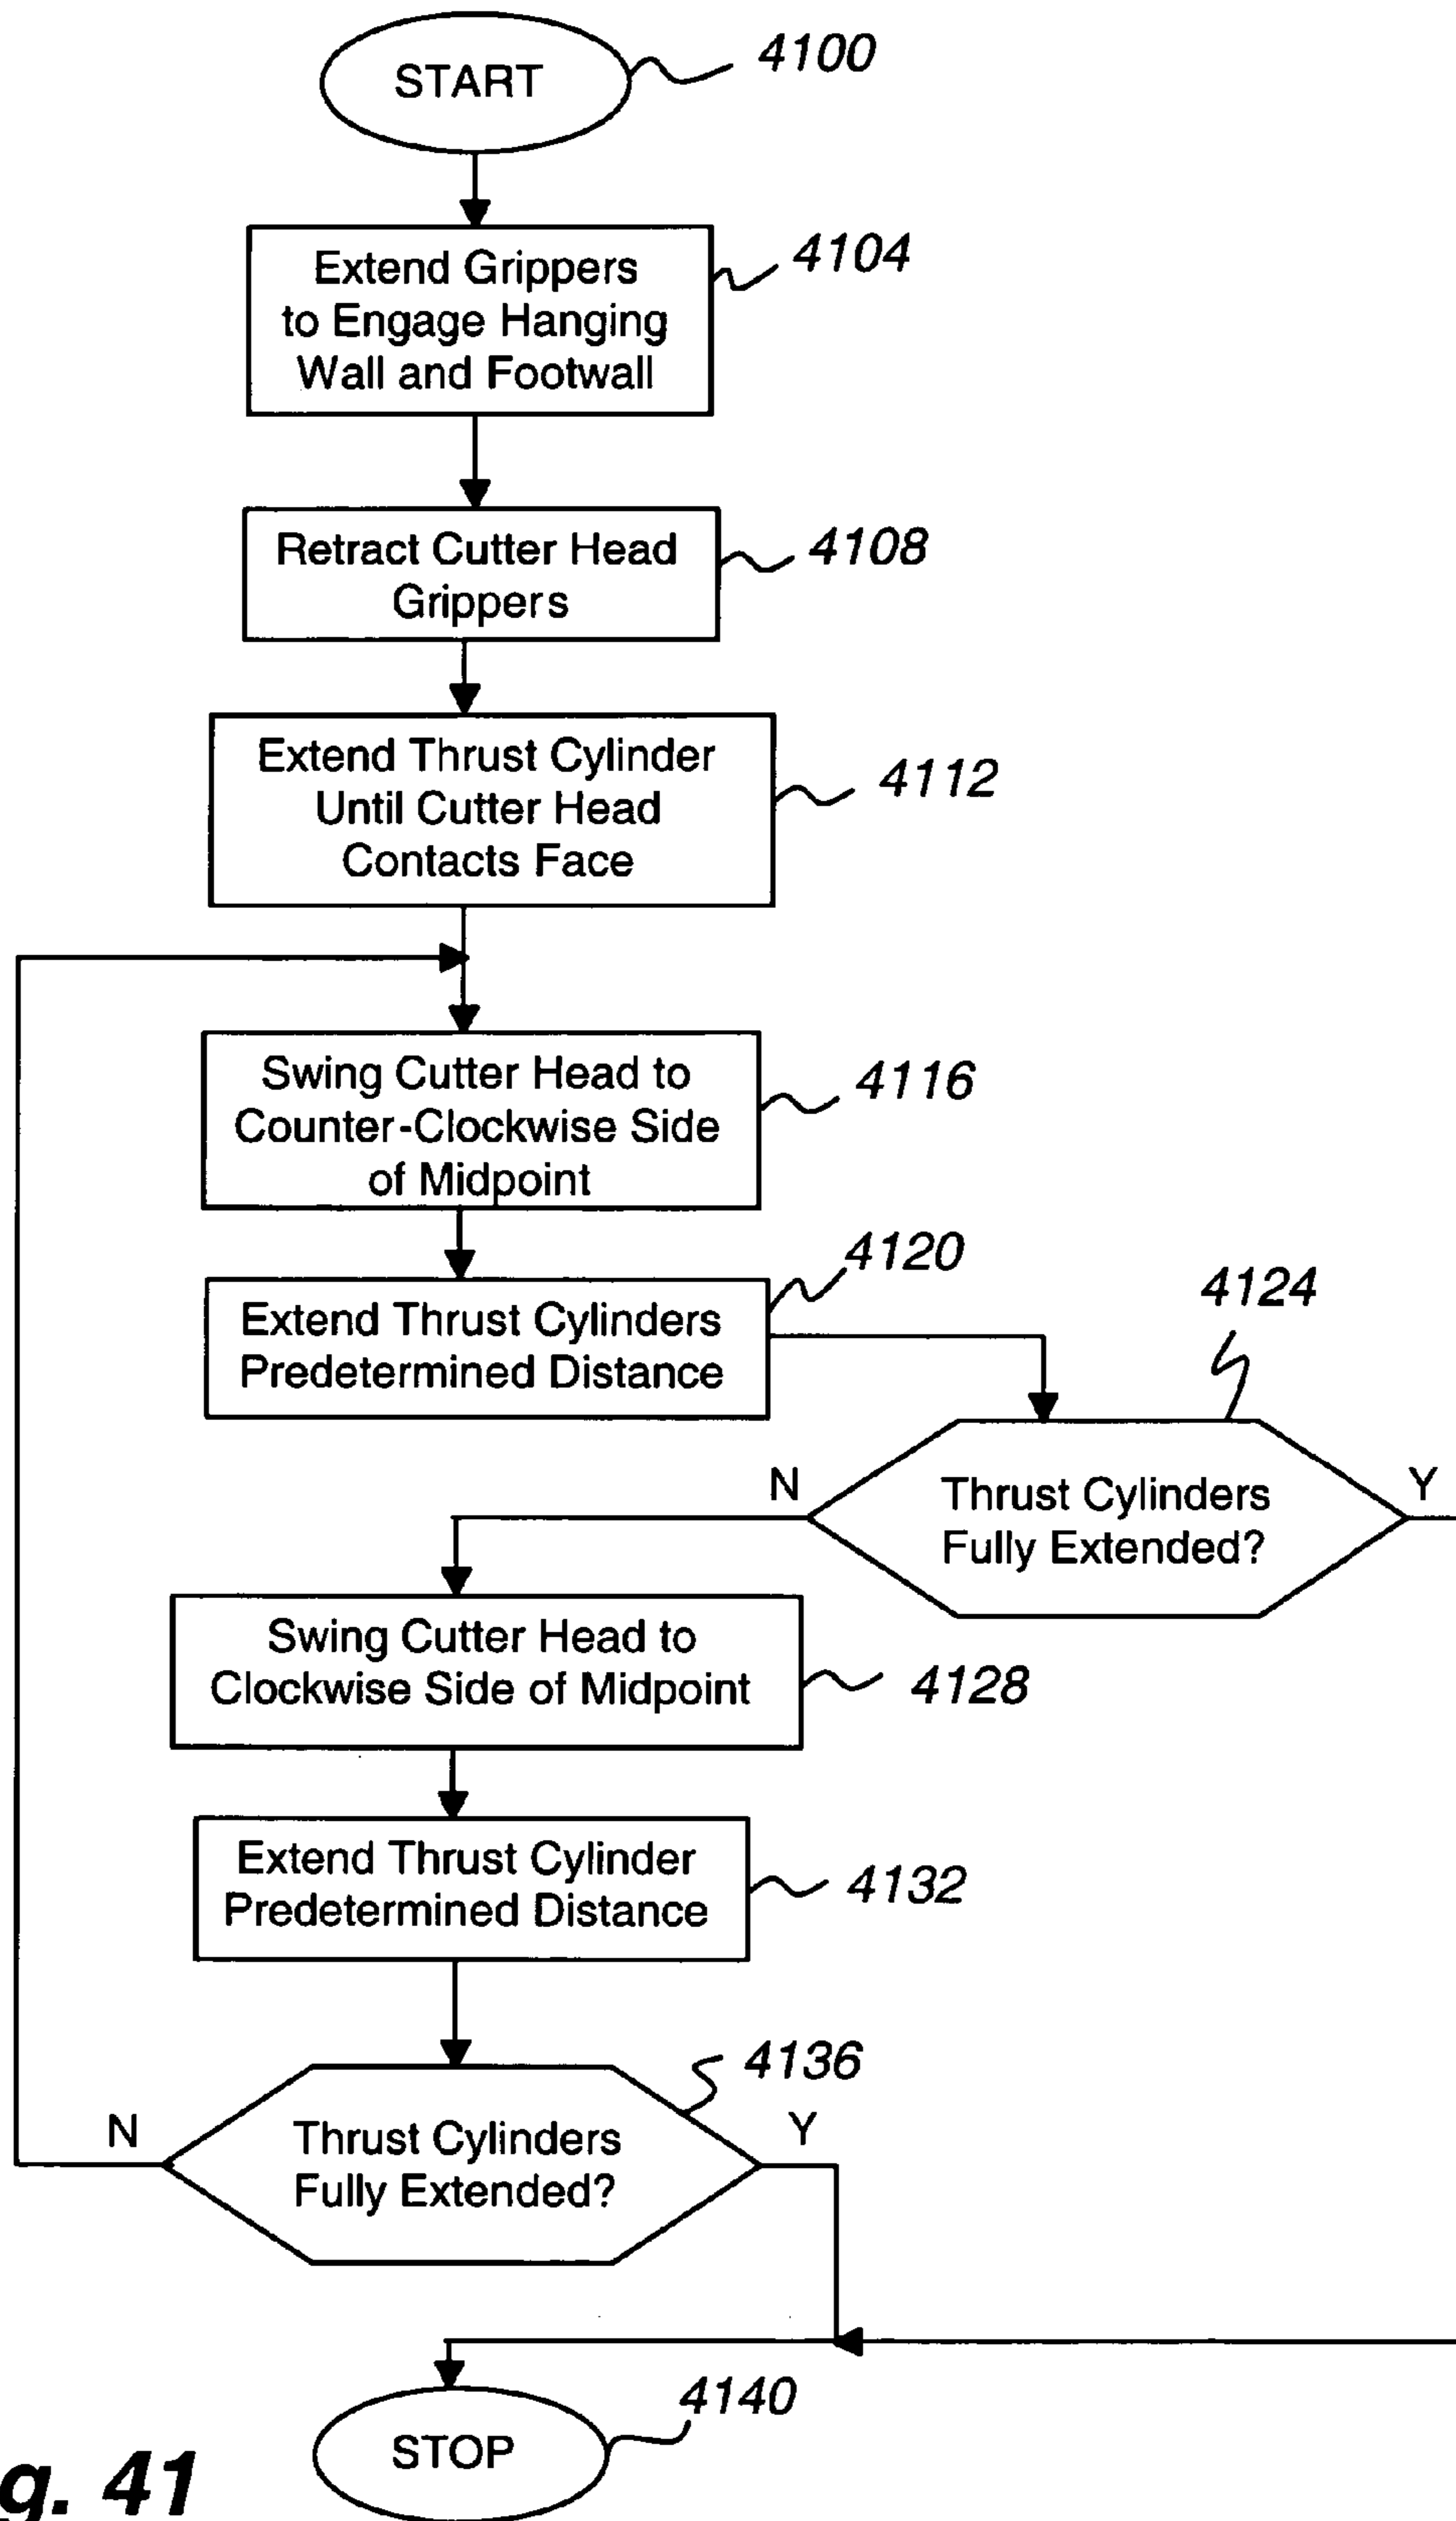 START
4100
Extend Grippers
to Engage Hanging
Wall and Footwall
4104
Retract Cutter Head
Grippers
4108
Extend Thrust Cylinder
Until Cutter Head
Contacts Face
4112
Swing Cutter Head to
Counter-Clockwise Side
of Midpoint
4116
Extend Thrust Cylinders
Predetermined Distance
4120
4124
Thrust Cylinders
Fully Extended?
N
Y
Swing Cutter Head to
Clockwise Side of Midpoint
4128
Extend Thrust Cylinder
Predetermined Distance
4132
4136
Thrust Cylinders
Fully Extended?
N
Y
STOP
4140
g. 41